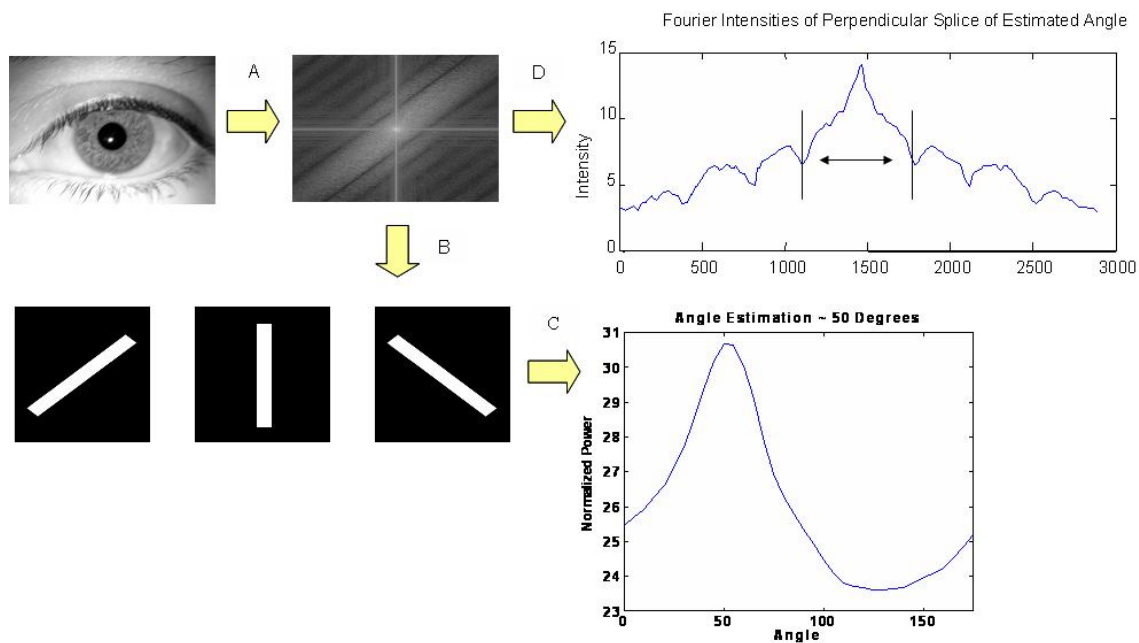 Fourier Intensities of Perpendicular Splice of Estimated Angle
A
D
15
10
5
0
Intensity
0 500 1000 1500 2000 2500 3000
B
C
Angle Estimation ~ 50 Degrees
31
30
29
28
27
26
25
24
23
Normalized Power
0 50 100 150
Angle